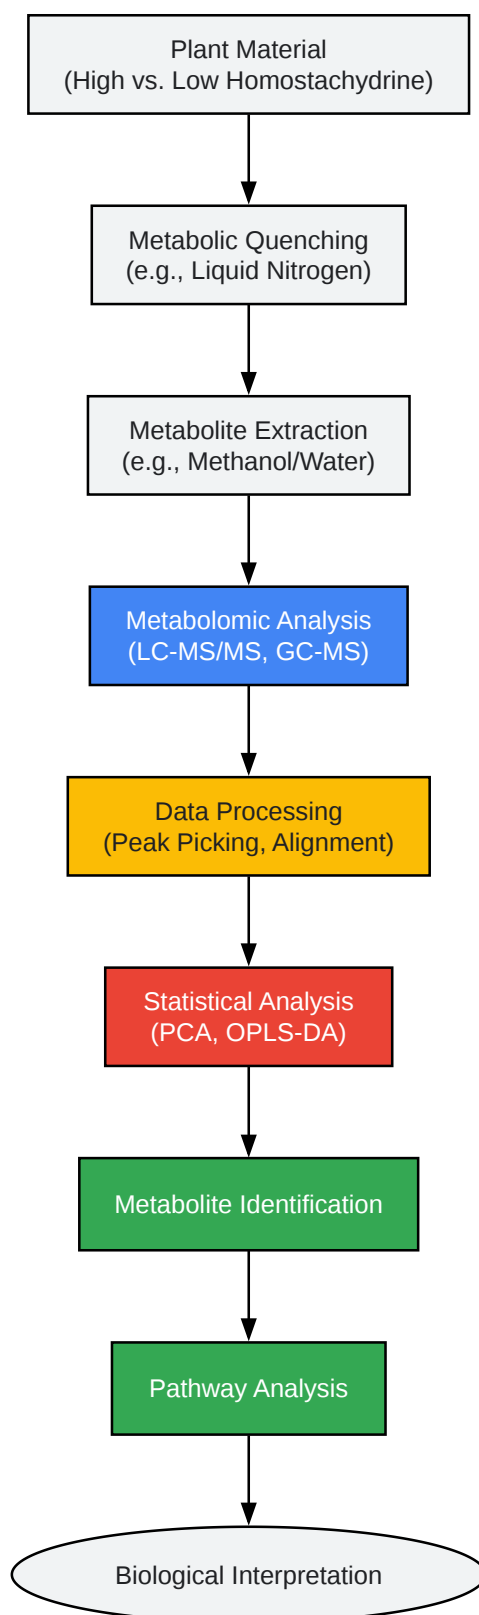 Plant Material
(High vs. Low Homostachydrine)
Metabolic Quenching
(e.g., Liquid Nitrogen)
Metabolite Extraction
(e.g., Methanol/Water)
Metabolomic Analysis
(LC-MS/MS, GC-MS)
Data Processing
(Peak Picking, Alignment)
Statistical Analysis
(PCA, OPLS-DA)
Metabolite Identification
Pathway Analysis
Biological Interpretation